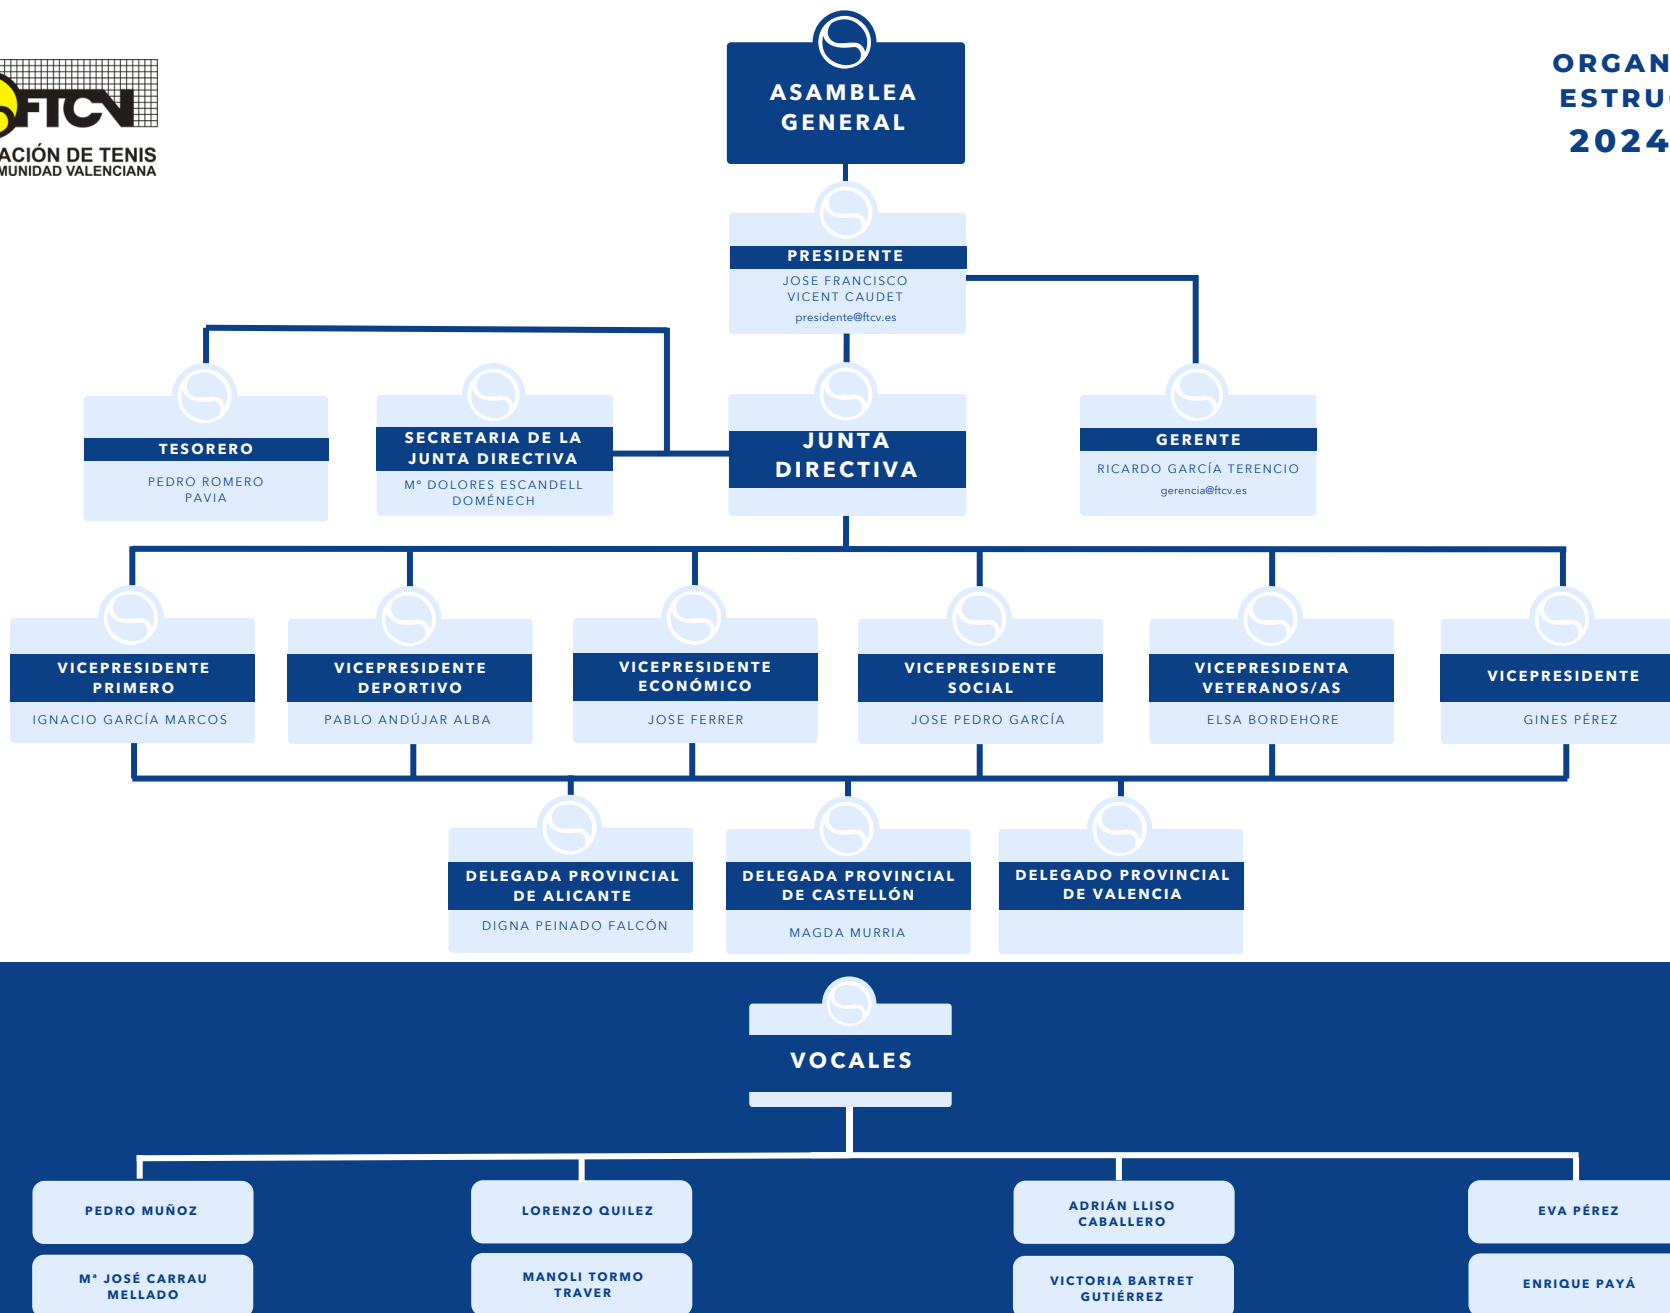 FTCV
ACIÓN DE TENIS
MUNIDAD VALENCIANA
ORGAN
ESTRU
2024
ASAMBLEA
GENERAL
PRESIDENTE
JOSE FRANCISCO
VICENT CAUDET
presidente@ftcv.es
TESORERO
PEDRO ROMERO
PAVIA
SECRETARIA DE LA
JUNTA DIRECTIVA
Mº DOLORES ESCANDELL
DOMÉNECH
JUNTA
DIRECTIVA
GERENTE
RICARDO GARCÍA TERENCIO
gerencia@ftcv.es
VICEPRESIDENTE
PRIMERO
IGNACIO GARCÍA MARCOS
VICEPRESIDENTE
DEPORTIVO
PABLO ANDÚJAR ALBA
VICEPRESIDENTE
ECONÓMICO
JOSE FERRER
VICEPRESIDENTE
SOCIAL
JOSE PEDRO GARCÍA
VICEPRESIDENTA
VETERANOS/AS
ELSA BORDEHORE
VICEPRESIDENTE
GINES PÉREZ
DELEGADA PROVINCIAL
DE ALICANTE
DIGNA PEINADO FALCÓN
DELEGADA PROVINCIAL
DE CASTELLÓN
MAGDA MURRIA
DELEGADO PROVINCIAL
DE VALENCIA
VOCALES
PEDRO MUÑOZ
LORENZO QUILEZ
ADRIÁN LLISO
CABALLERO
EVA PÉREZ
Mª JOSÉ CARRAU
MELLADO
MANOLI TORMO
TRAVER
VICTORIA BARTRET
GUTIÉRREZ
ENRIQUE PAYÁ